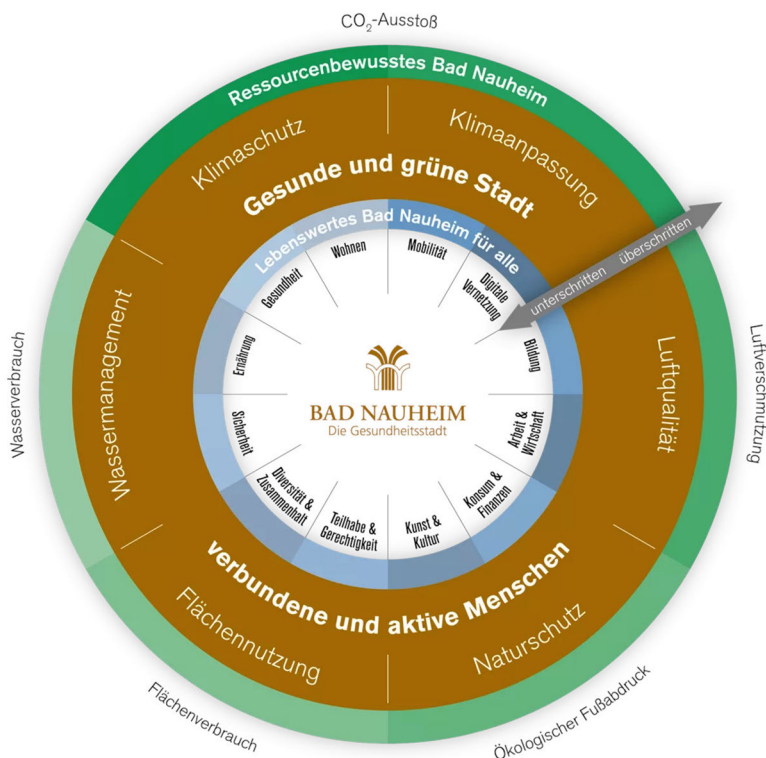 CO₂-Ausstoß
Ressourcenbewusstes Bad Nauheim
Klimaschutz
Klimaanpassung
Gesunde und grüne Stadt
Lebenswertes Bad Nauheim für alle
unterschritten
überschritten
Wohnen
Mobilität
Gesundheit
Digitale
Vernetzung
Ernährung
Bildung
Wasserverbrauch
Wassermanagement
Luftqualität
Luftverschmutzung
BAD NAUHEIM
Die Gesundheitsstadt
Sicherheit
Arbeit &
Wirtschaft
Diversität &
Zusammenhalt
Konsum &
Finanzen
Teilhabe &
Gerechtigkeit
Kunst &
Kultur
verbundene und aktive Menschen
Flächennutzung
Naturschutz
Flächenverbrauch
Ökologischer Fußabdruck